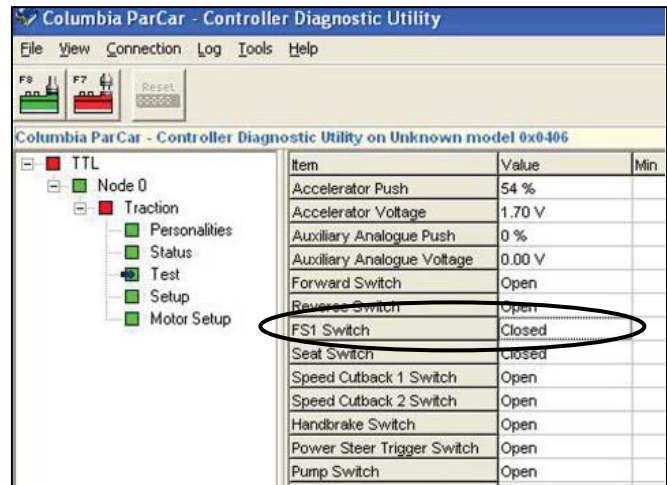 Columbia ParCar - Controller Diagnostic Utility
File View Connection Log Tools Help
F8 F7 Reset
Columbia ParCar - Controller Diagnostic Utility on Unknown model 0x0406
TTL
Node 0
Traction
Personalities
Status
Test
Setup
Motor Setup
Item Value Min
Accelerator Push 54 %
Accelerator Voltage 1.70 V
Auxiliary Analogue Push 0 %
Auxiliary Analogue Voltage 0.00 V
Forward Switch Open
Reverse Switch Open
FS1 Switch Closed
Seat Switch Closed
Speed Cutback 1 Switch Open
Speed Cutback 2 Switch Open
Handbrake Switch Open
Power Steer Trigger Switch Open
Pump Switch Open